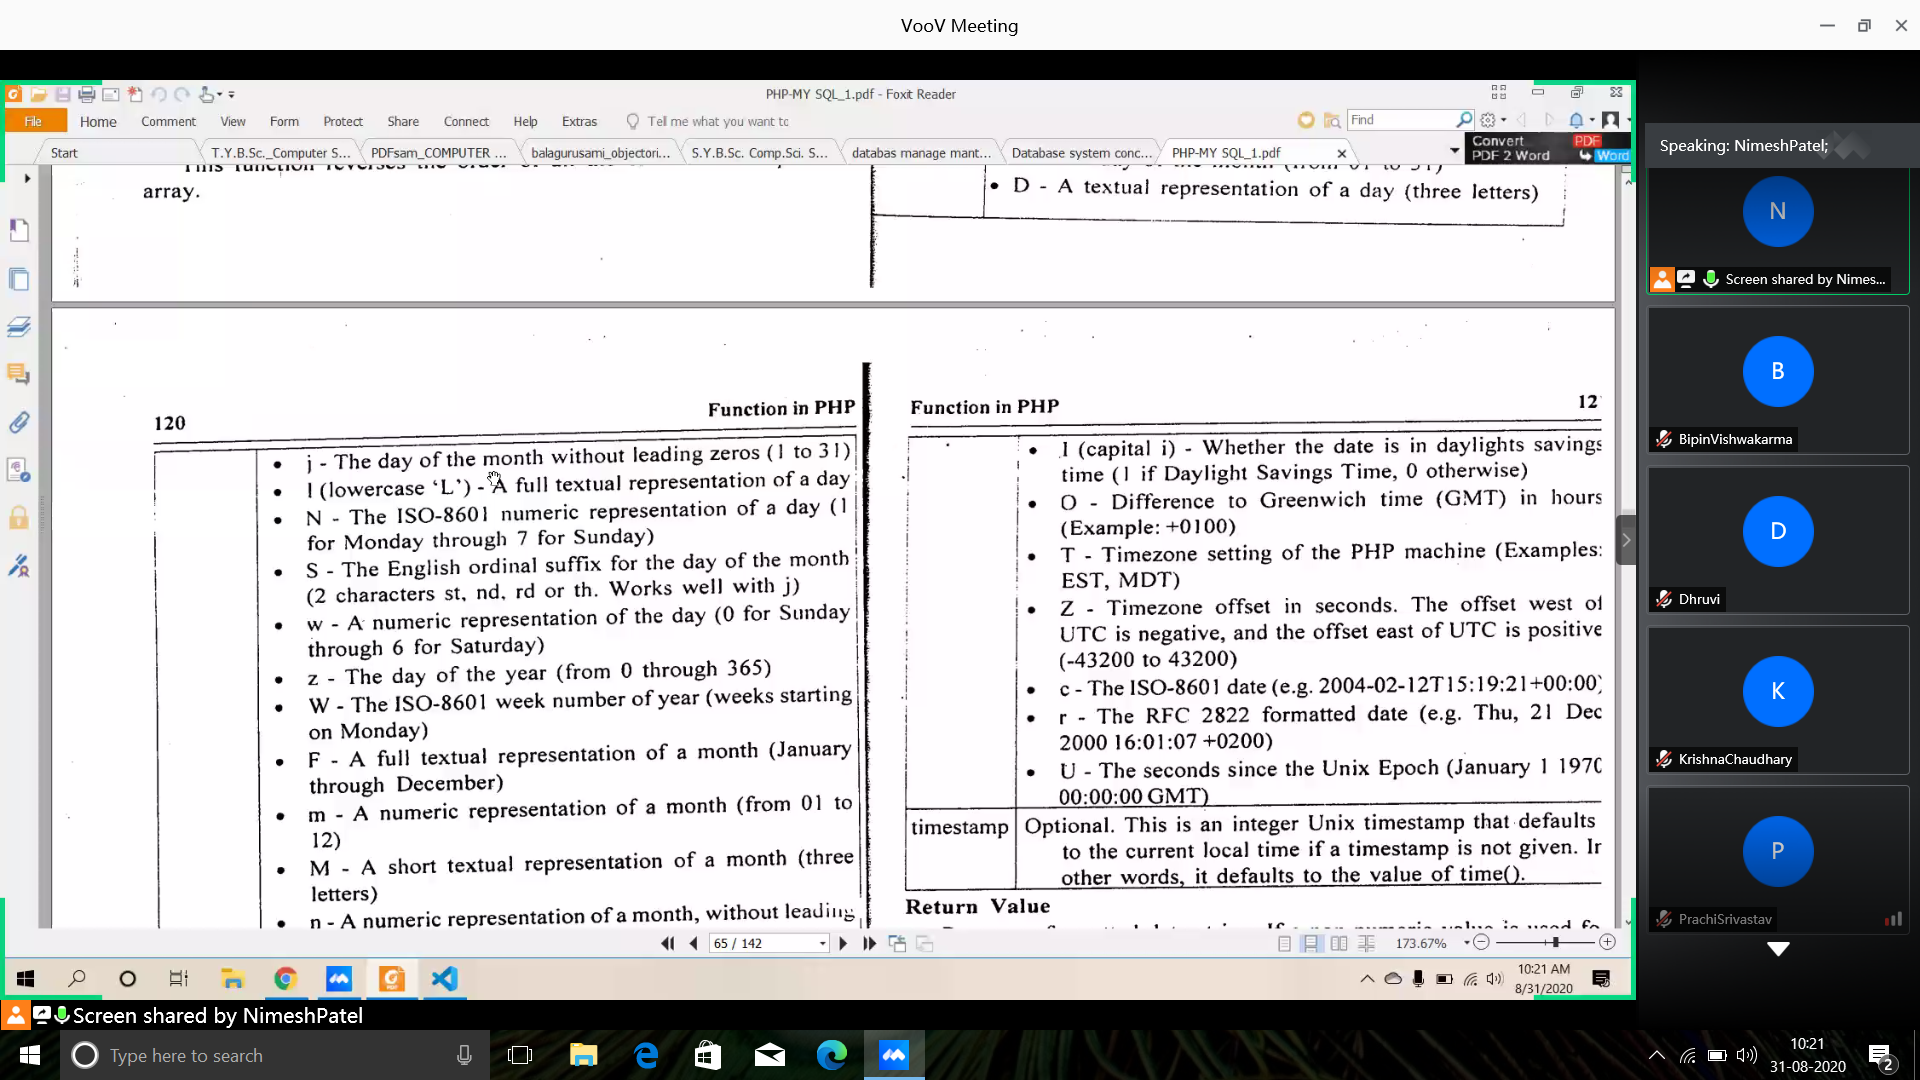 VooV Meeting
PHP-MY SQL_1.pdf - Foxit Reader
File Home Comment View Form Protect Share Connect Help Extras Tell me what you want to Find
Start T.Y.B.Sc._Computer S... PDFsam_COMPUTER ... balagurusami_objectori... S.Y.B.Sc. Comp.Sci. S... databas manage mant... Database system conc... PHP-MY SQL_1.pdf
Convert PDF
PDF 2 Word Word
array.
• D - A textual representation of a day (three letters)
120 Function in PHP
• j - The day of the month without leading zeros (1 to 31)
• l (lowercase 'L') - A full textual representation of a day
• N - The ISO-8601 numeric representation of a day (1
for Monday through 7 for Sunday)
• S - The English ordinal suffix for the day of the month
(2 characters st, nd, rd or th. Works well with j)
• w - A numeric representation of the day (0 for Sunday
through 6 for Saturday)
• z - The day of the year (from 0 through 365)
• W - The ISO-8601 week number of year (weeks starting
on Monday)
• F - A full textual representation of a month (January
through December)
• m - A numeric representation of a month (from 01 to
12)
• M - A short textual representation of a month (three
letters)
• n - A numeric representation of a month, without leading
Function in PHP 12
• I (capital i) - Whether the date is in daylights savings
time (1 if Daylight Savings Time, 0 otherwise)
• O - Difference to Greenwich time (GMT) in hours
(Example: +0100)
• T - Timezone setting of the PHP machine (Examples:
EST, MDT)
• Z - Timezone offset in seconds. The offset west of
UTC is negative, and the offset east of UTC is positive
(-43200 to 43200)
• c - The ISO-8601 date (e.g. 2004-02-12T15:19:21+00:00)
• r - The RFC 2822 formatted date (e.g. Thu, 21 Dec
2000 16:01:07 +0200)
• U - The seconds since the Unix Epoch (January 1 1970
00:00:00 GMT)
timestamp Optional. This is an integer Unix timestamp that defaults
to the current local time if a timestamp is not given. In
other words, it defaults to the value of time().
Return Value
65 / 142
173.67%
10:21 AM
8/31/2020
Screen shared by NimeshPatel
Speaking: NimeshPatel;
N
Screen shared by Nimes...
B
BipinVishwakarma
D
Dhruvi
K
KrishnaChaudhary
P
PrachiSrivastav
Type here to search
10:21
31-08-2020
2